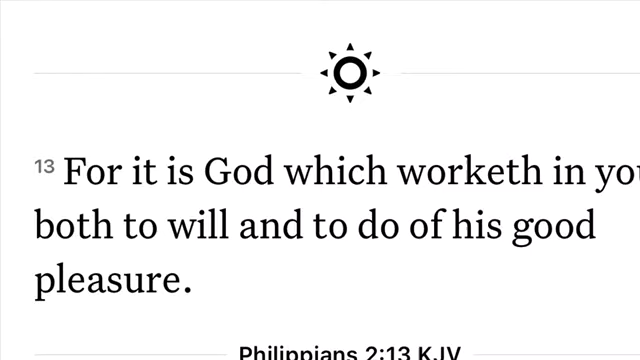 13 For it is God which worketh in you
both to will and to do of his good
pleasure.
Philippians 2:13 KJV